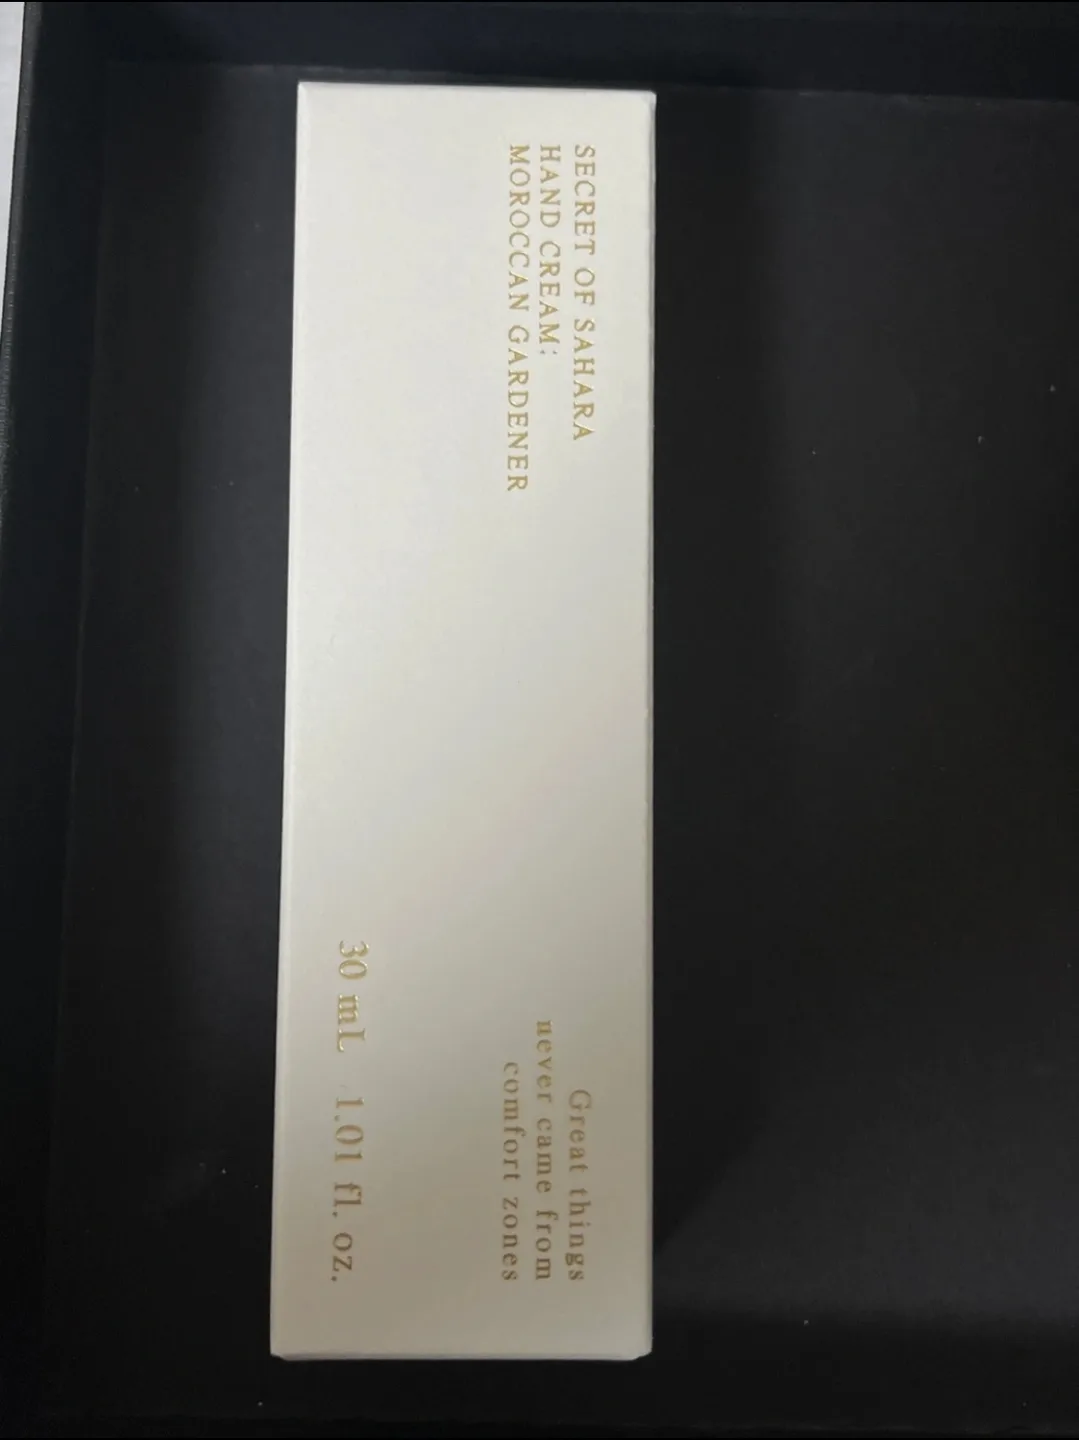 SECRET OF SAHARA
HAND CREAM:
MOROCCAN GARDENER
Great things
never came from
comfort zones
30 mL 1.01 fl. oz.